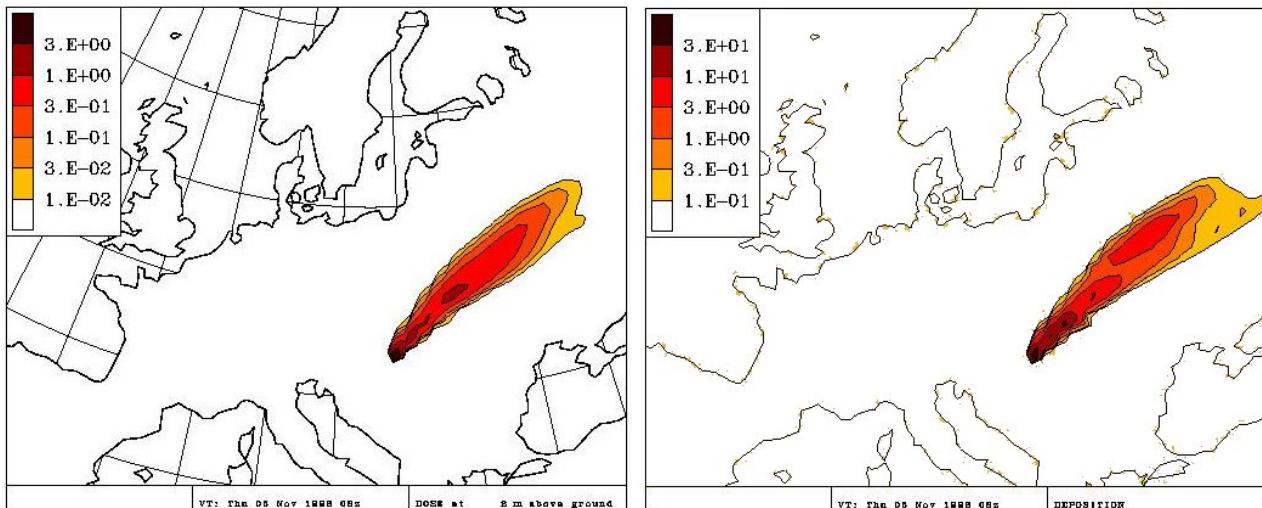 3.E+00
1.E+00
3.E-01
1.E-01
3.E-02
1.E-02
VT: Thu 05 Nov 1998
DOSE at 2 m above ground
3.E+01
1.E+01
3.E+00
1.E+00
3.E-01
1.E-01
VT: Thu 05 Nov 1998
DEPOSITION